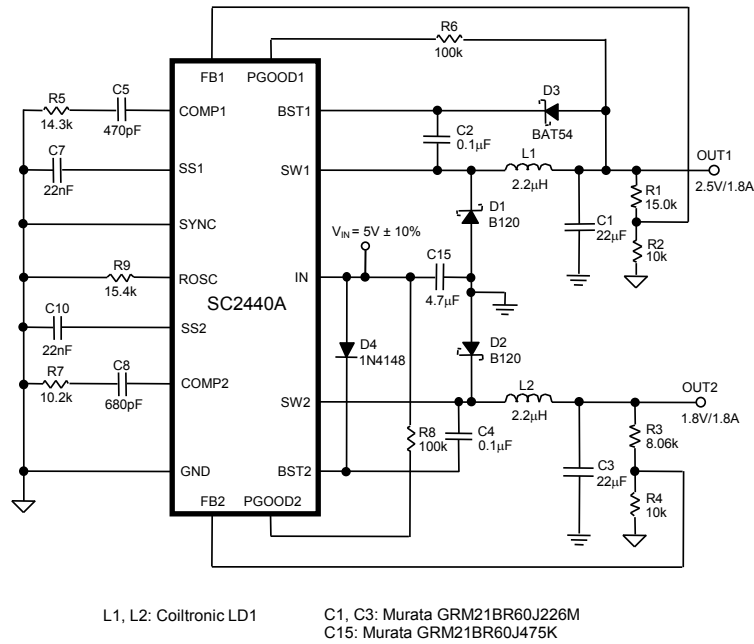 R6
100k
FB1
PGOOD1
C5
R5
COMP1
BST1
D3
14.3k
470pF
BAT54
C2
0.1µF
C7
SS1
SW1
L1
OUT1
22nF
2.2µH
2.5V/1.8A
R1
15.0k
D1
B120
SYNC
VIN = 5V ± 10%
C1
22µF
R2
10k
C15
R9
ROSC
IN
15.4k
4.7µF
SC2440A
C10
SS2
22nF
D4
1N4148
D2
B120
R7
C8
COMP2
L2
OUT2
10.2k
680pF
SW2
2.2µH
1.8V/1.8A
R8
100k
C4
0.1µF
R3
8.06k
GND
BST2
C3
22µF
R4
10k
FB2
PGOOD2
L1, L2: Coiltronic LD1
C1, C3: Murata GRM21BR60J226M
C15: Murata GRM21BR60J475K